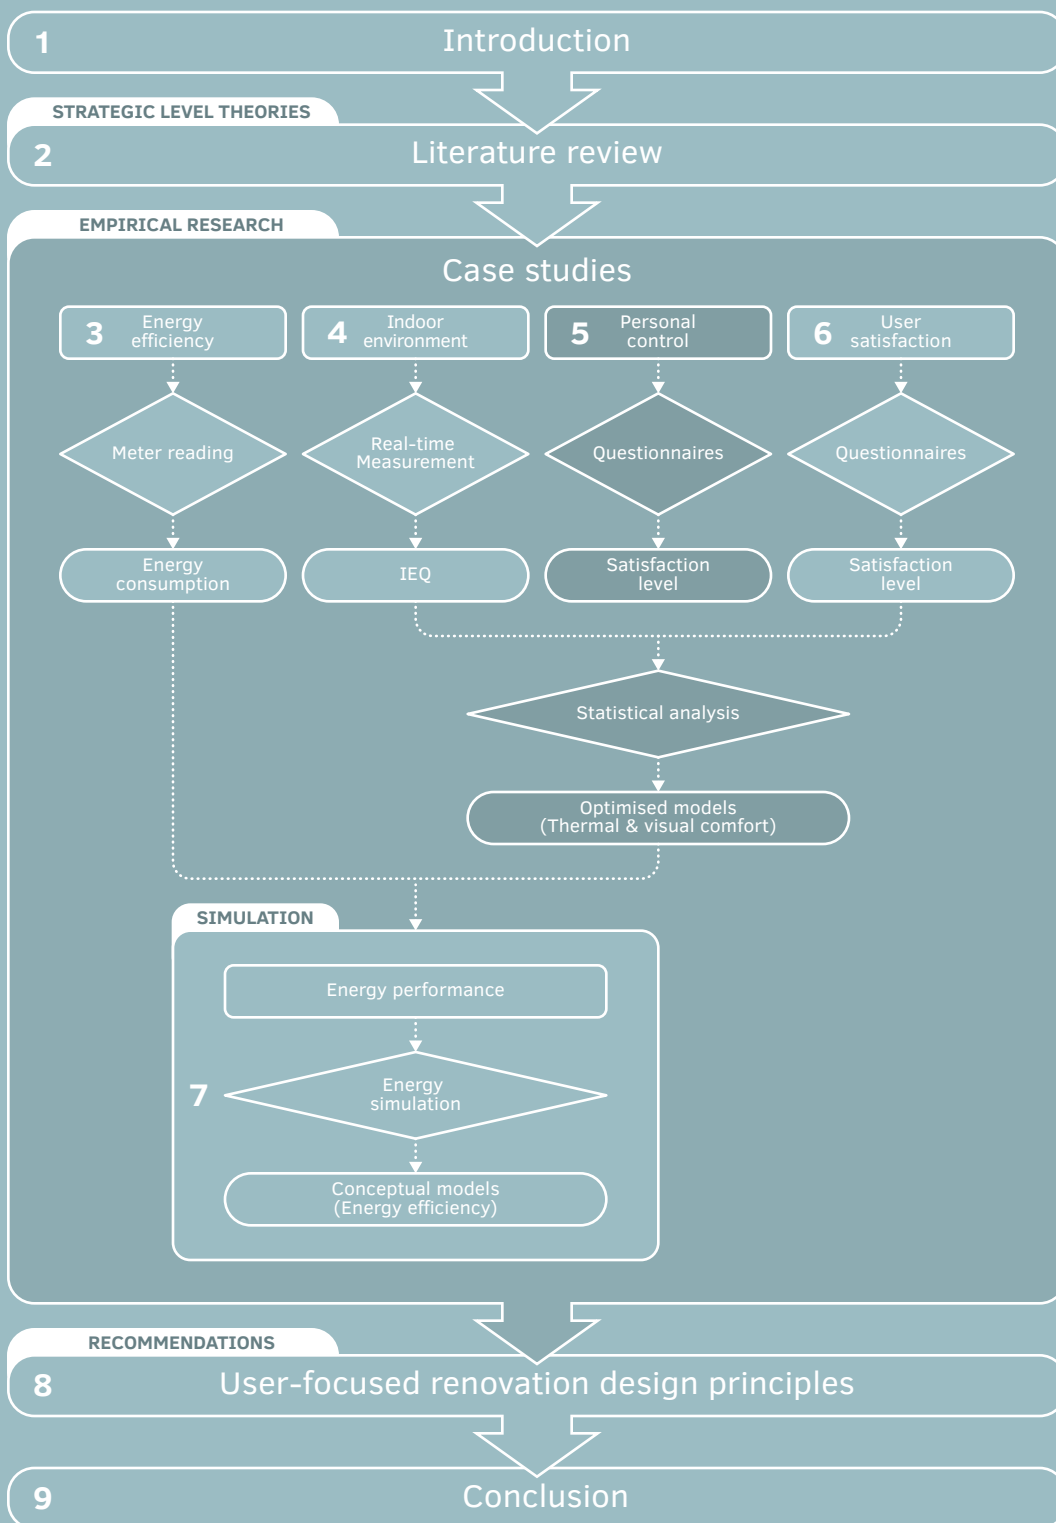 1 Introduction
STRATEGIC LEVEL THEORIES
2 Literature review
EMPIRICAL RESEARCH
Case studies
3 Energy
efficiency
4 Indoor
environment
5 Personal
control
6 User
satisfaction
Meter reading
Real-time
Measurement
Questionnaires
Questionnaires
Energy
consumption
IEQ
Satisfaction
level
Satisfaction
level
Statistical analysis
Optimised models
(Thermal & visual comfort)
SIMULATION
Energy performance
7 Energy
simulation
Conceptual models
(Energy efficiency)
RECOMMENDATIONS
8 User-focused renovation design principles
9 Conclusion